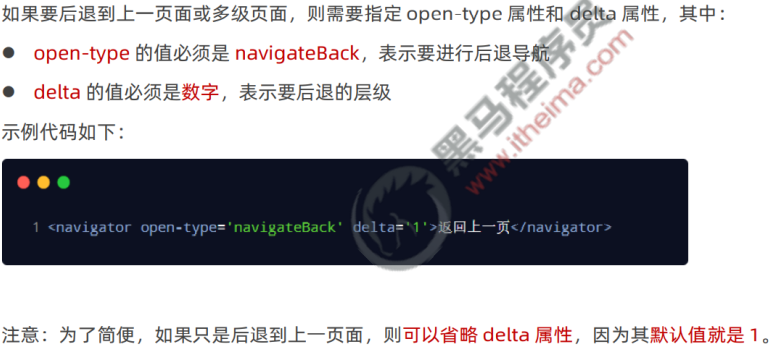 如果要后退到上一页面或多级页面，则需要指定 open-type 属性和 delta 属性，其中：
● open-type 的值必须是 navigateBack，表示要进行后退导航
● delta 的值必须是数字，表示要后退的层级
示例代码如下：
1 <navigator open-type='navigateBack' delta='1'>返回上一页</navigator>
注意：为了简便，如果只是后退到上一页面，则可以省略 delta 属性，因为其默认值就是 1。
黑马程序员
www.itheima.com